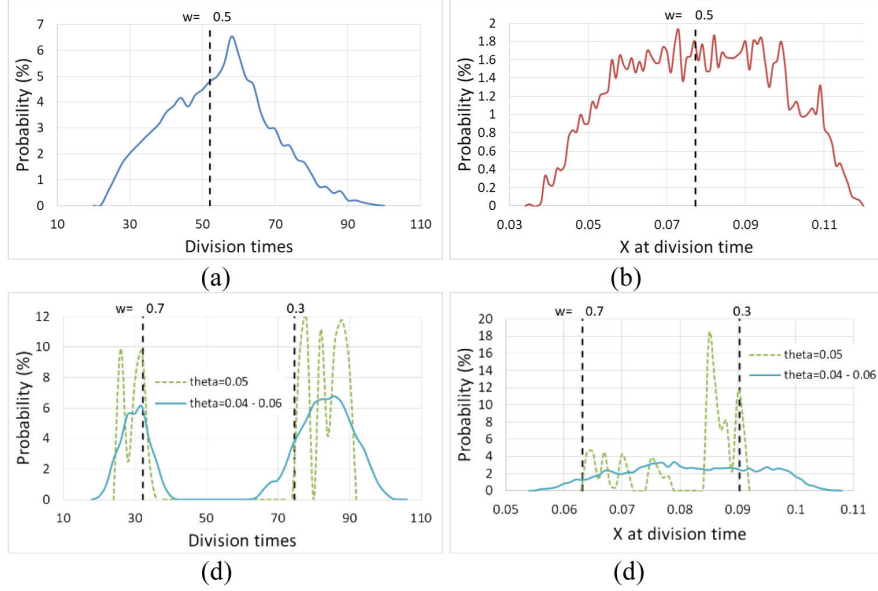 w= 0.5
Probability (%)
7
6
5
4
3
2
1
0
10 30 50 70 90 110
Division times
(a)
w= 0.5
Probability (%)
2
1.8
1.6
1.4
1.2
1
0.8
0.6
0.4
0.2
0
0.03 0.05 0.07 0.09 0.11
X at division time
(b)
w= 0.7 0.3
Probability (%)
12
10
8
6
4
2
0
theta=0.05
theta=0.04 - 0.06
10 30 50 70 90 110
Division times
(d)
w= 0.7 0.3
Probability (%)
20
18
16
14
12
10
8
6
4
2
0
theta=0.05
theta=0.04 - 0.06
0.05 0.06 0.07 0.08 0.09 0.1 0.11
X at division time
(d)